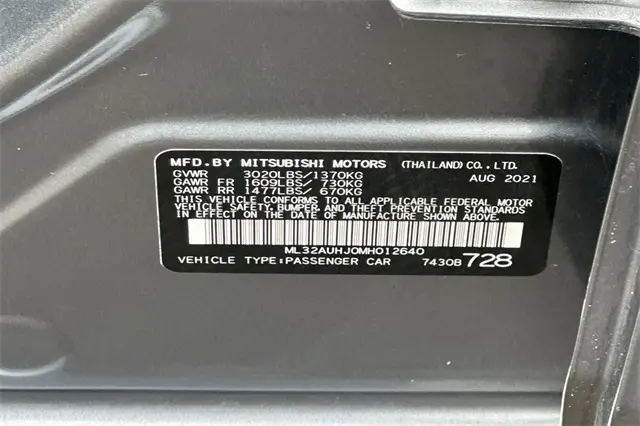 MFD.BY MITSUBISHI MOTORS (THAILAND)CO.,LTD.
GVWR 3020LBS/1370KG AUG 2021
GAWR FR 1609LBS/ 730KG
GAWR RR 1477LBS/ 670KG
THIS VEHICLE CONFORMS TO ALL APPLICABLE FEDERAL MOTOR
VEHICLE SAFETY,BUMPER, AND THEFT PREVENTION STANDARDS
IN EFFECT ON THE DATE OF MANUFACTURE SHOWN ABOVE.
ML32AUHJ0MH012640
VEHICLE TYPE:PASSENGER CAR 7430B 728